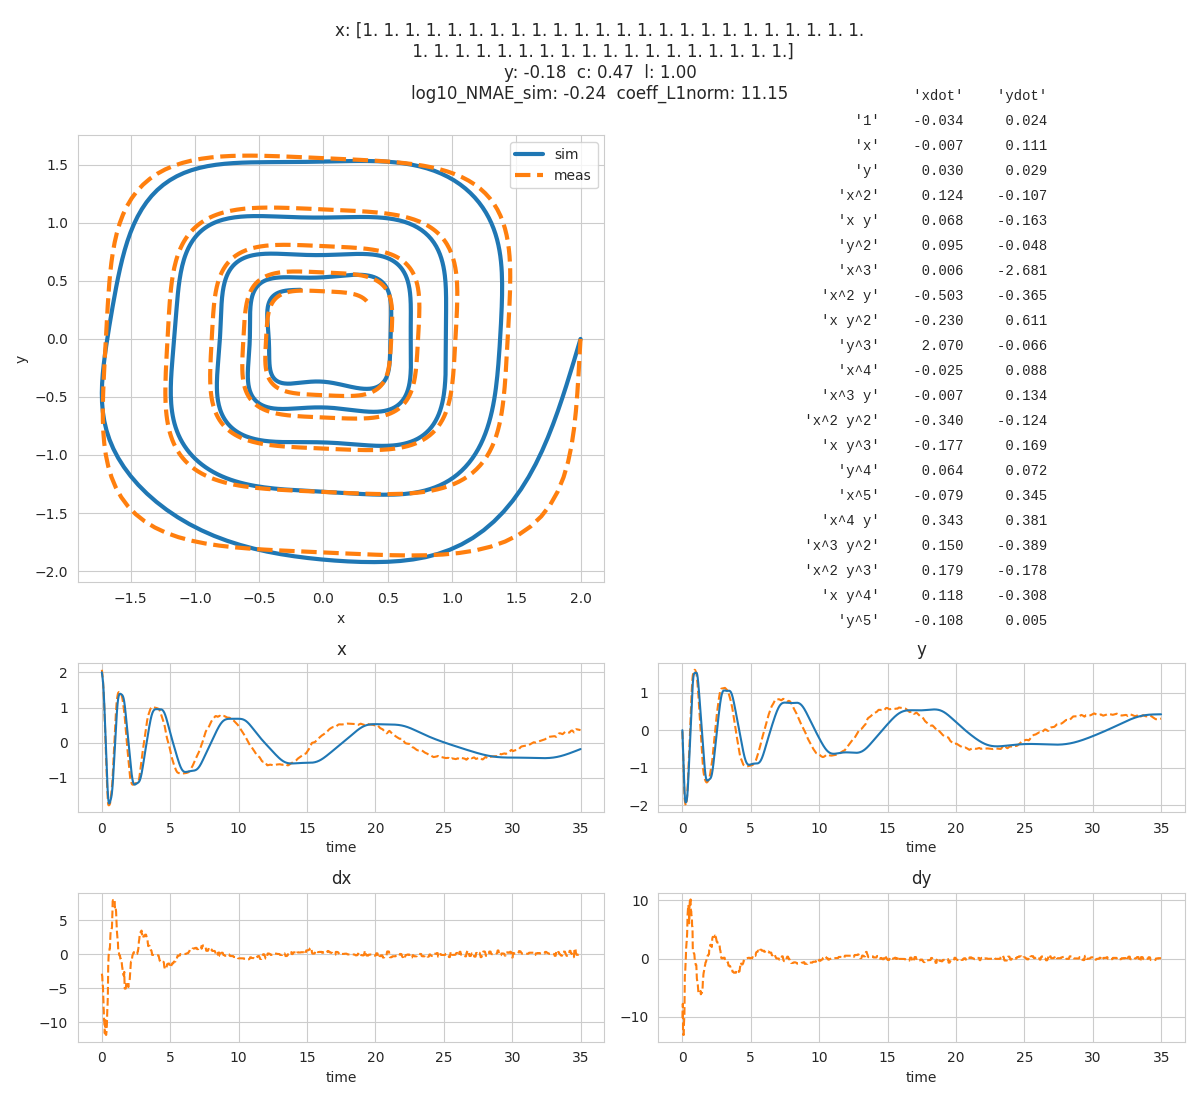 x: [1. 1. 1. 1. 1. 1. 1. 1. 1. 1. 1. 1. 1. 1. 1. 1. 1. 1. 1. 1. 1. 1. 1. 1.
1. 1. 1. 1. 1. 1. 1. 1. 1. 1. 1. 1. 1. 1. 1. 1. 1. 1.]
y: -0.18 c: 0.47 l: 1.00
log10_NMAE_sim: -0.24 coeff_L1norm: 11.15
sim
meas
1.5
1.0
0.5
0.0
−0.5
−1.0
−1.5
−2.0
y
−1.5 −1.0 −0.5 0.0 0.5 1.0 1.5 2.0
x
'xdot' 'ydot'
'1' -0.034 0.024
'x' -0.007 0.111
'y' 0.030 0.029
'x^2' 0.124 -0.107
'x y' 0.068 -0.163
'y^2' 0.095 -0.048
'x^3' 0.006 -2.681
'x^2 y' -0.503 -0.365
'x y^2' -0.230 0.611
'y^3' 2.070 -0.066
'x^4' -0.025 0.088
'x^3 y' -0.007 0.134
'x^2 y^2' -0.340 -0.124
'x y^3' -0.177 0.169
'y^4' 0.064 0.072
'x^5' -0.079 0.345
'x^4 y' 0.343 0.381
'x^3 y^2' 0.150 -0.389
'x^2 y^3' 0.179 -0.178
'x y^4' 0.118 -0.308
'y^5' -0.108 0.005
x
2
1
0
−1
0 5 10 15 20 25 30 35
time
y
1
0
−1
−2
0 5 10 15 20 25 30 35
time
dx
5
0
−5
−10
0 5 10 15 20 25 30 35
time
dy
10
0
−10
0 5 10 15 20 25 30 35
time